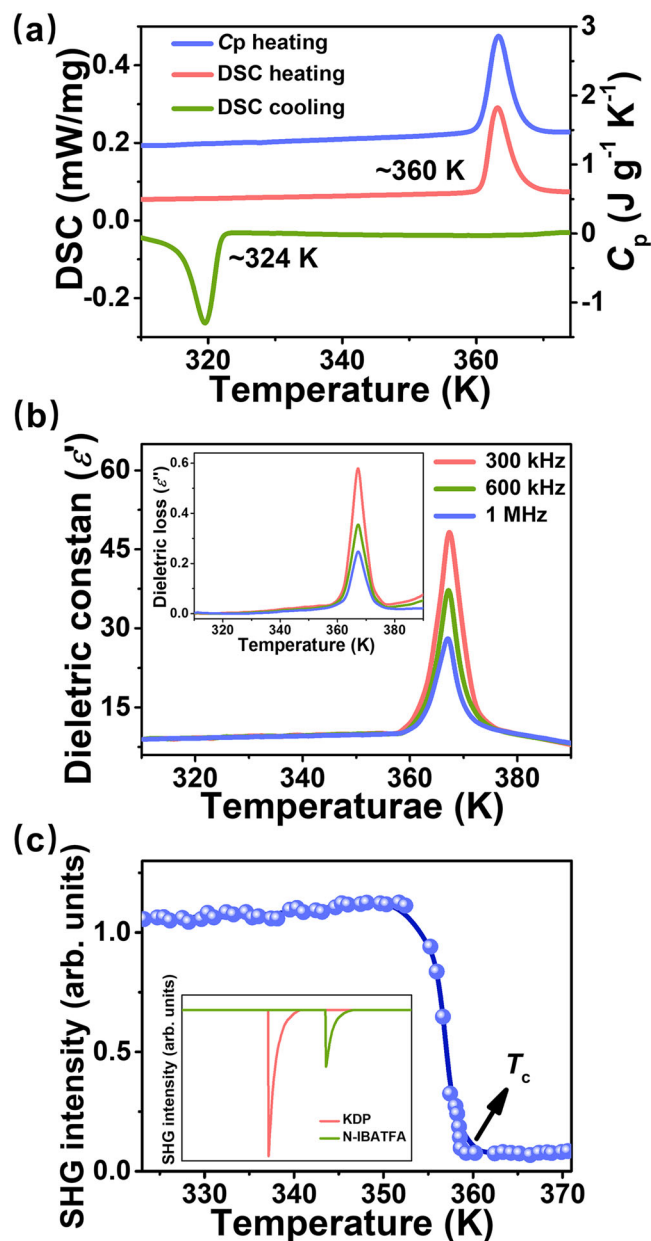 (a)
Cp heating
DSC heating
DSC cooling
~360 K
~324 K
DSC (mW/mg)
0.4
0.2
0.0
-0.2
3
2
1
0
-1
Cp (J g-1 K-1)
320 340 360
Temperature (K)
(b)
Dieletric constan (ε')
60
45
30
15
300 kHz
600 kHz
1 MHz
Dieletric loss (ε'')
0.6
0.4
0.2
0.0
320 340 360 380
Temperature (K)
320 340 360 380
Temperaturae (K)
(c)
SHG intensity (arb. units)
1.0
0.5
0.0
SHG intensity (arb. units)
KDP
N-IBATFA
Tc
330 340 350 360 370
Temperature (K)